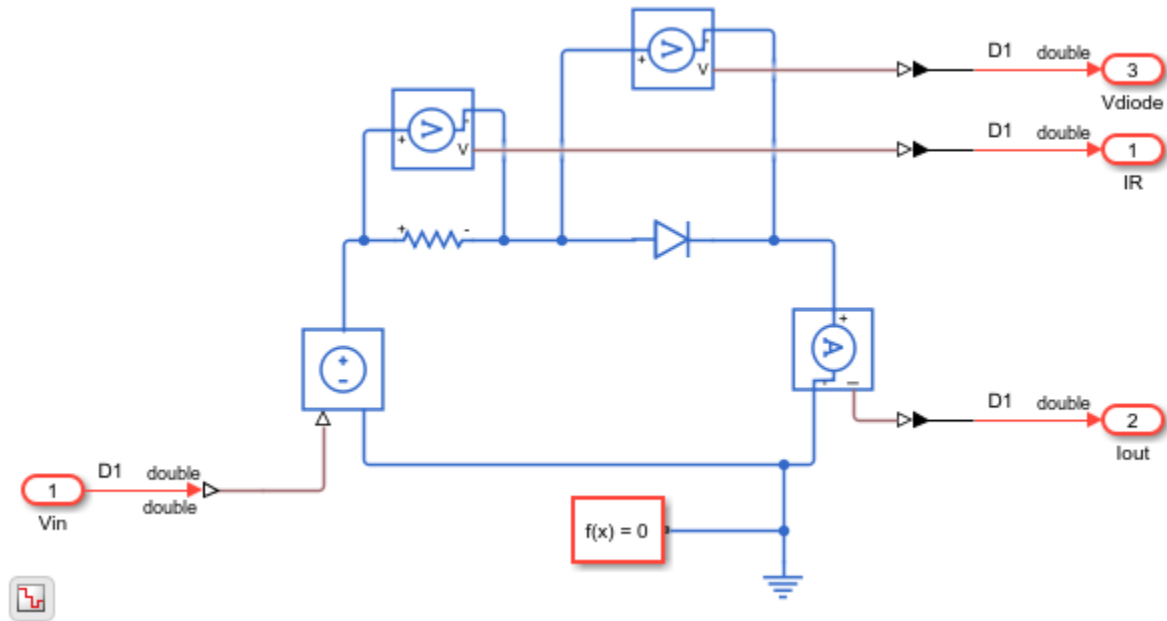 V
+
-
V
D1
double
3
Vdiode
V
+
-
V
D1
double
1
IR
+
-
+
-
+
A
-
I
D1
double
2
Iout
1
Vin
D1
double
double
f(x) = 0